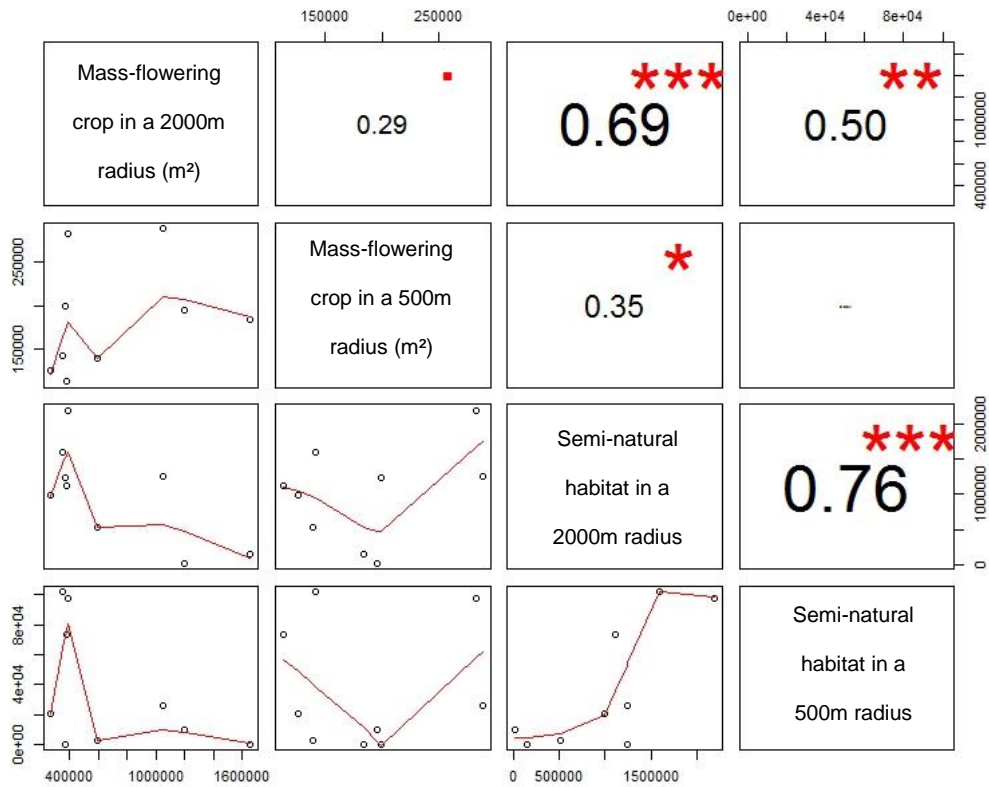 150000 250000 0e+00 4e+04 8e+04
Mass-flowering
crop in a 2000m
radius (m²)
0.29
***
0.69
**
0.50
400000 1000000
150000 250000
Mass-flowering
crop in a 500m
radius (m²)
*
0.35
Semi-natural
habitat in a
2000m radius
***
0.76
0 1000000 2000000
0e+00 4e+04 8e+04
Semi-natural
habitat in a
500m radius
400000 1000000 1600000 0 500000 1500000